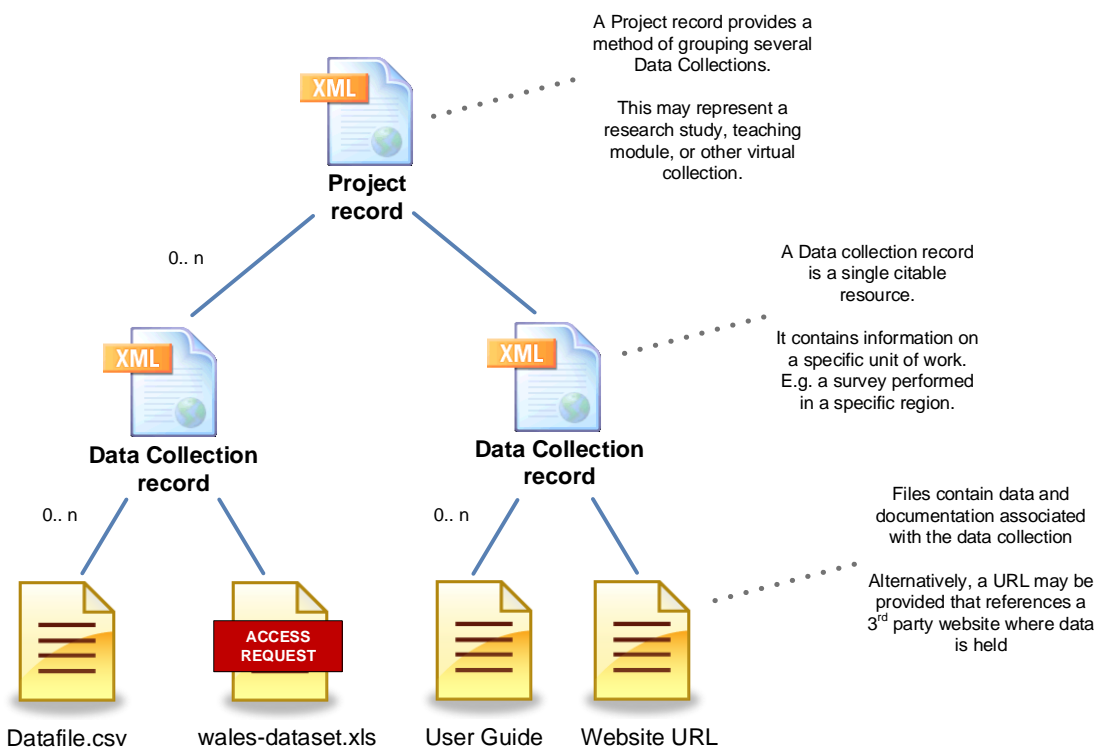 A Project record provides a
method of grouping several
Data Collections.
This may represent a
research study, teaching
module, or other virtual
collection.
XML
Project
record
0.. n
A Data collection record
is a single citable
resource.
It contains information on
a specific unit of work.
E.g. a survey performed
in a specific region.
XML
Data Collection
record
XML
Data Collection
record
0.. n
0.. n
Files contain data and
documentation associated
with the data collection
Alternatively, a URL may be
provided that references a
3rd party website where data
is held
ACCESS
REQUEST
Datafile.csv
wales-dataset.xls
User Guide
Website URL